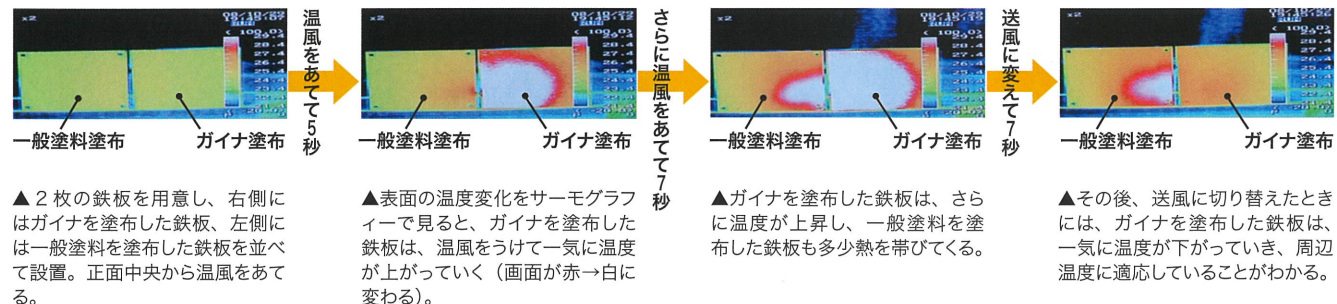 一般塗料塗布
ガイナ塗布
▲2枚の鉄板を用意し、右側に
はガイナを塗布した鉄板、左側に
は一般塗料を塗布した鉄板を並べ
て設置。正面中央から温風をあて
る。
温風をあてて5秒
一般塗料塗布
ガイナ塗布
▲表面の温度変化をサーモグラフ
ィーで見ると、ガイナを塗布した
鉄板は、温風をうけて一気に温度
が上がっていく（画面が赤→白に
変わる）。
さらに温風をあてて7秒
一般塗料塗布
ガイナ塗布
▲ガイナを塗布した鉄板は、さら
に温度が上昇し、一般塗料を塗
布した鉄板も多少熱を帯びてくる。
送風に変えて7秒
一般塗料塗布
ガイナ塗布
▲その後、送風に切り替えたとき
には、ガイナを塗布した鉄板は、
一気に温度が下がっていき、周辺
温度に適応していることがわかる。